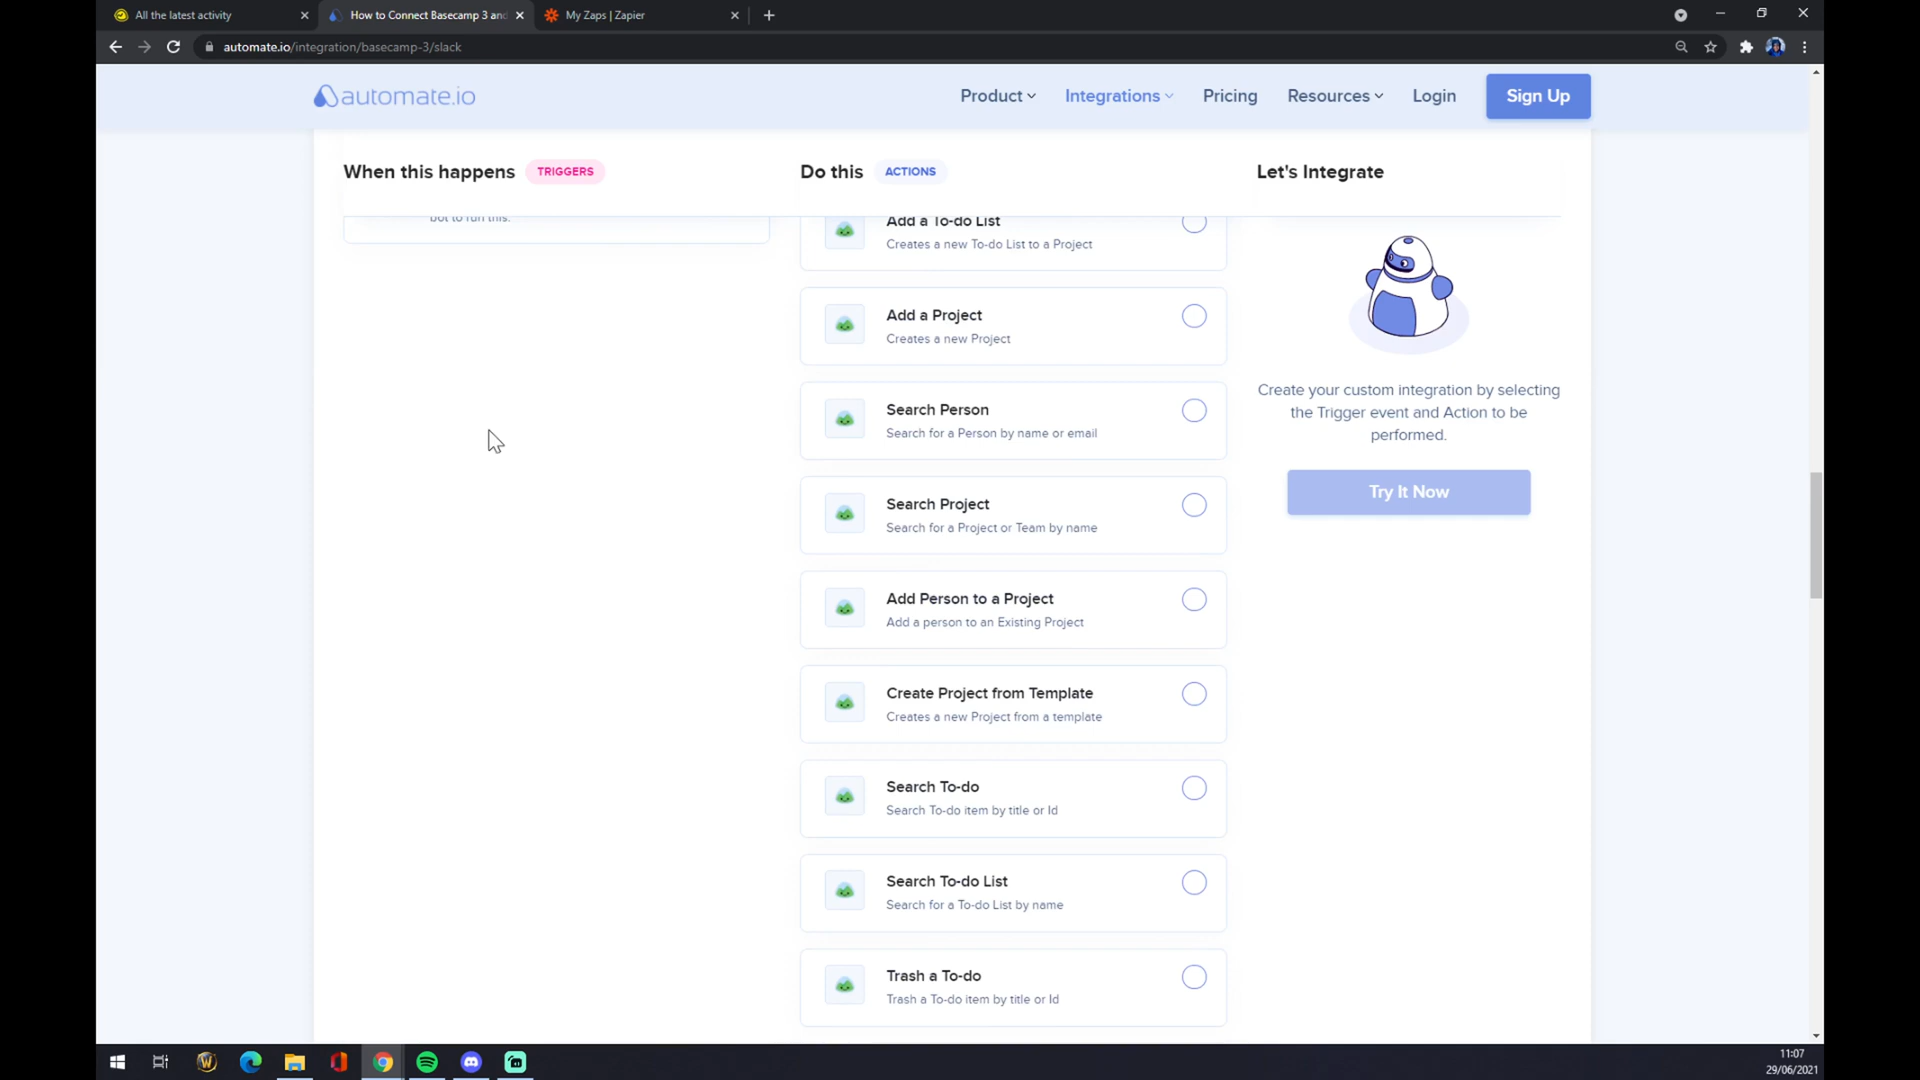 All the latest activity
How to Connect Basecamp 3 and
My Zaps | Zapier
automate.io/integration/basecamp-3/slack
automate.io
Product
Integrations
Pricing
Resources
Login
Sign Up
When this happens
TRIGGERS
Do this
ACTIONS
Let's Integrate
bot to run this.
Add a To-do List
Creates a new To-do List to a Project
Add a Project
Creates a new Project
Search Person
Search for a Person by name or email
Search Project
Search for a Project or Team by name
Add Person to a Project
Add a person to an Existing Project
Create Project from Template
Creates a new Project from a template
Search To-do
Search To-do item by title or Id
Search To-do List
Search for a To-do List by name
Trash a To-do
Trash a To-do item by title or Id
Create your custom integration by selecting
the Trigger event and Action to be
performed.
Try It Now
11:07
29/06/2021